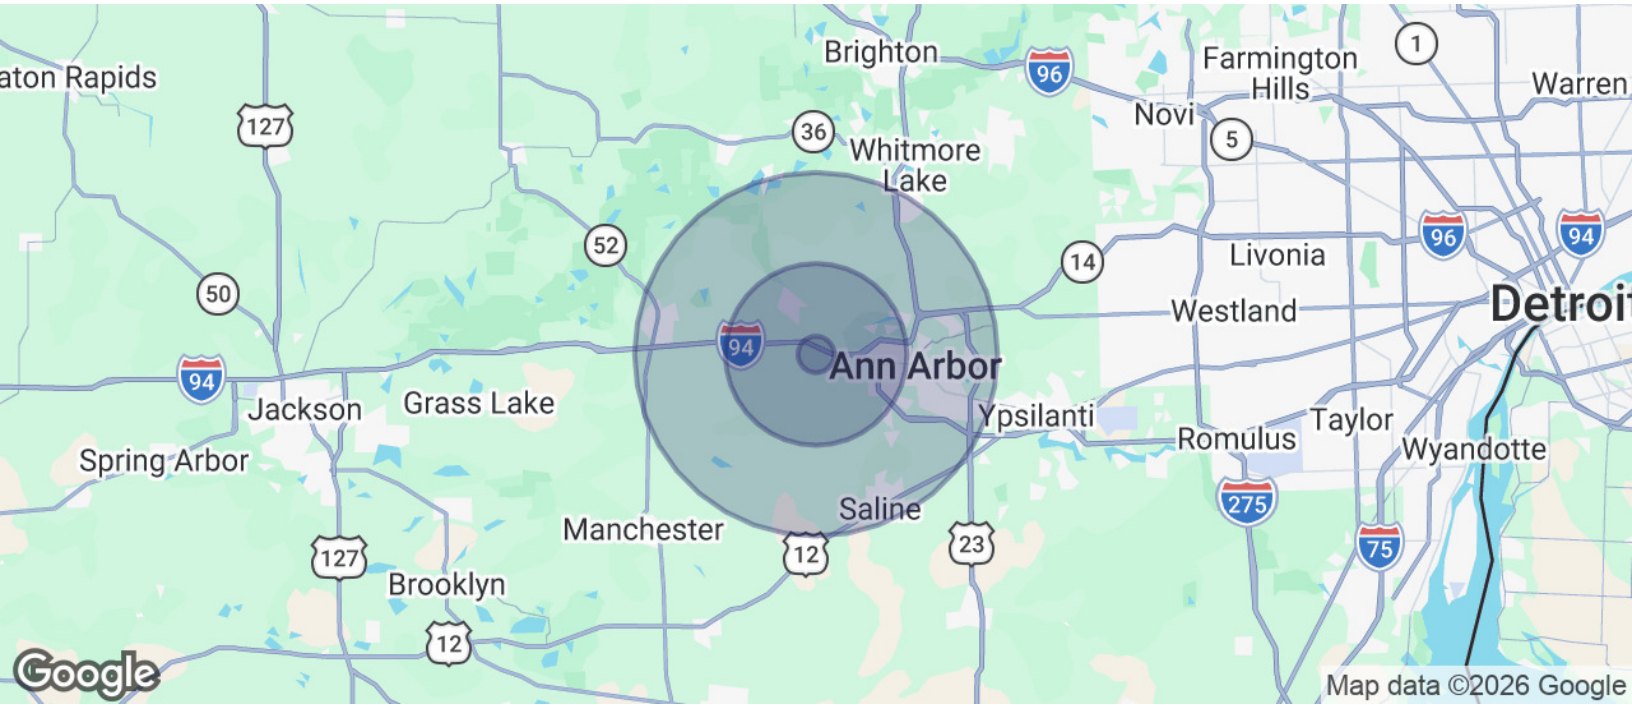 Brighton
96
1
Farmington
Hills
Warren
aton Rapids
127
36
Novi
5
Whitmore
Lake
52
14
96
94
Livonia
50
Westland
Detroit
94
94
Ann Arbor
Jackson
Grass Lake
Ypsilanti
Taylor
Romulus
Wyandotte
Spring Arbor
275
Saline
Manchester
12
23
75
127
Brooklyn
12
Google
Map data ©2026 Google